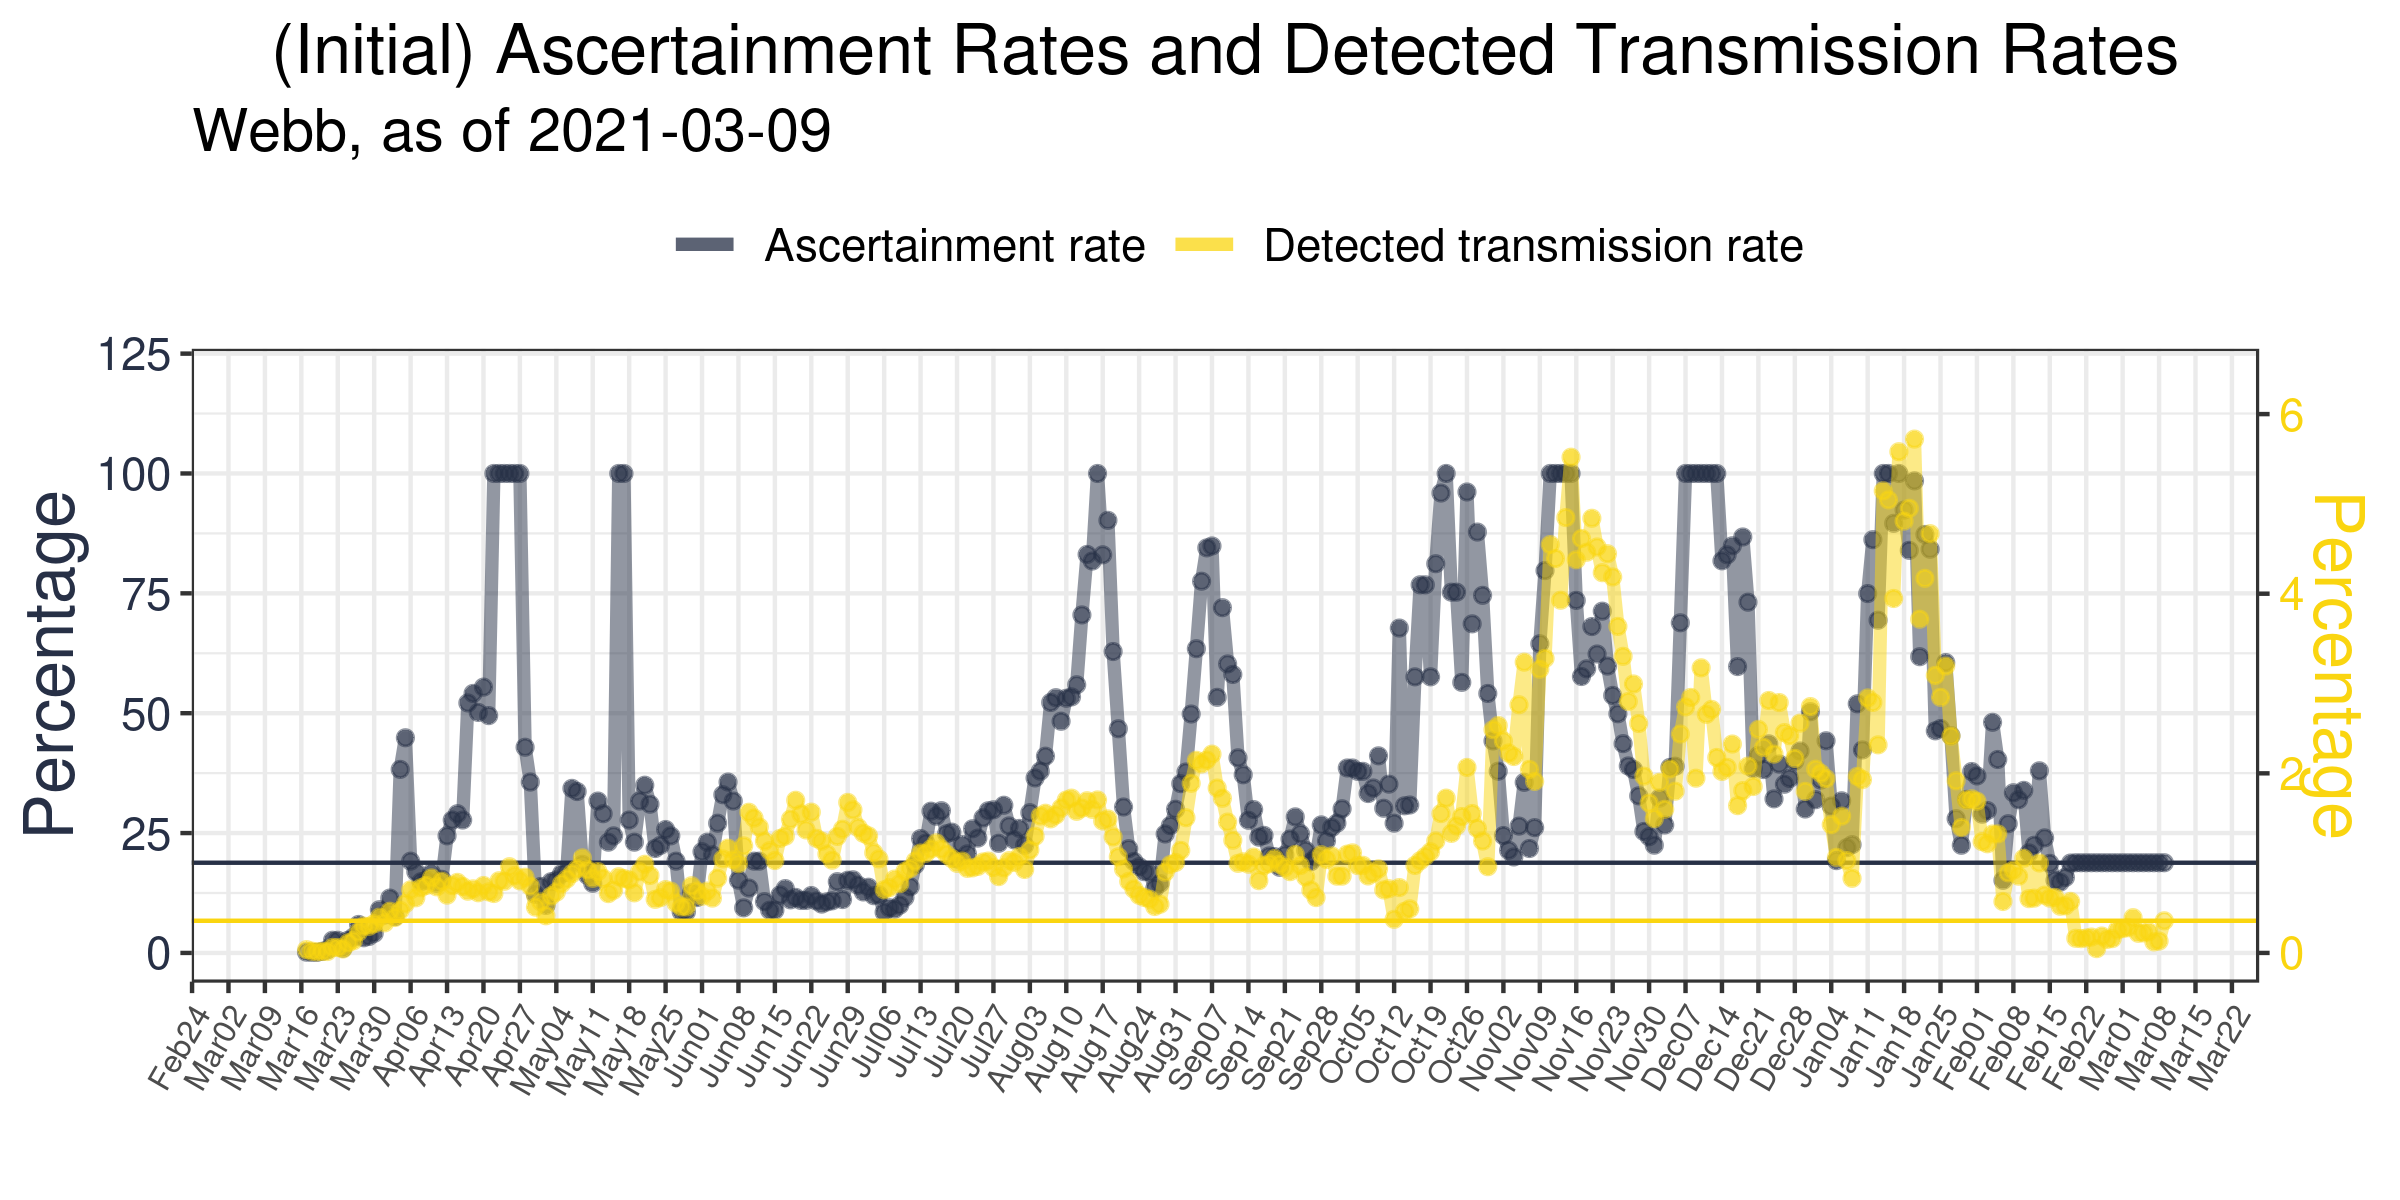 (Initial) Ascertainment Rates and Detected Transmission Rates
Webb, as of 2021-03-09
Ascertainment rate
Detected transmission rate
Percentage
125
100
75
50
25
0
6
4
2
0
Percentage
Feb24
Mar02
Mar09
Mar16
Mar23
Mar30
Apr06
Apr13
Apr20
Apr27
May04
May11
May18
May25
Jun01
Jun08
Jun15
Jun22
Jun29
Jul06
Jul13
Jul20
Jul27
Aug03
Aug10
Aug17
Aug24
Aug31
Sep07
Sep14
Sep21
Sep28
Oct05
Oct12
Oct19
Oct26
Nov02
Nov09
Nov16
Nov23
Nov30
Dec07
Dec14
Dec21
Dec28
Jan04
Jan11
Jan18
Jan25
Feb01
Feb08
Feb15
Feb22
Mar01
Mar08
Mar15
Mar22